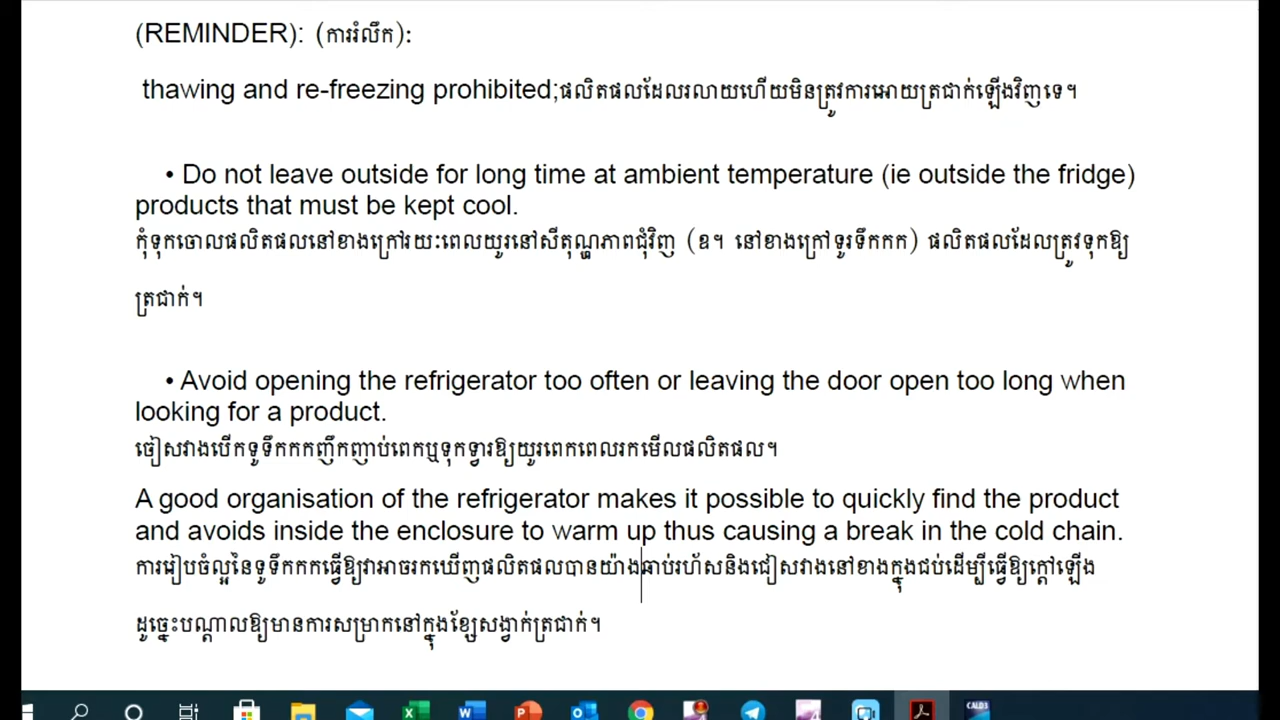 (REMINDER): (ការរំលឹក):
thawing and re-freezing prohibited;ផលិតផលដែលរលាយហើយមិនត្រូវការអោយត្រជាក់ឡើងវិញទេ។
• Do not leave outside for long time at ambient temperature (ie outside the fridge)
products that must be kept cool.
កុំទុកចោលផលិតផលនៅខាងក្រៅរយៈពេលយូរនៅសីតុណ្ហភាពជុំវិញ (ឧ។ នៅខាងក្រៅទូរទឹកកក) ផលិតផលដែលត្រូវទុកឱ្យ
ត្រជាក់។
• Avoid opening the refrigerator too often or leaving the door open too long when
looking for a product.
ចៀសវាងបើកទូទឹកកកញឹកញាប់ពេកឬទុកទ្វារឱ្យយូរពេកពេលរកមើលផលិតផល។
A good organisation of the refrigerator makes it possible to quickly find the product
and avoids inside the enclosure to warm up thus causing a break in the cold chain.
ការរៀបចំល្អនៃទូទឹកកកធ្វើឱ្យវាអាចរកឃើញផលិតផលបានយ៉ាងឆាប់រហ័សនិងជៀសវាងនៅខាងក្នុងជប់ដើម្បីធ្វើឱ្យក្តៅឡើង
ដូច្នេះបណ្តាលឱ្យមានការសម្រាកនៅក្នុងខ្សែសង្វាក់ត្រជាក់។
CALD3